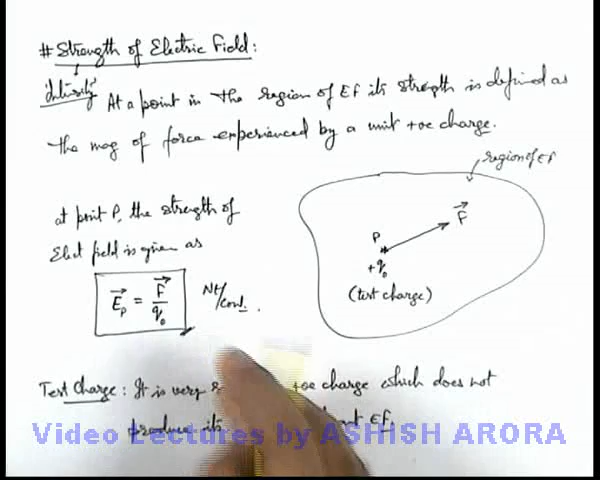 # Strength of Electric Field:
'Intensity' At a point in the region of EF its strength is defined as
the mag of force experienced by a unit +ve charge.
region of EF
at point P, the strength of
Elect field is given as
E⃗p = F⃗/q₀ Nt/coul.
P
F⃗
+q₀
(test charge)
Test Charge: It is very +ve charge which does not
produce its EF.
Video Lectures by ASHISH ARORA